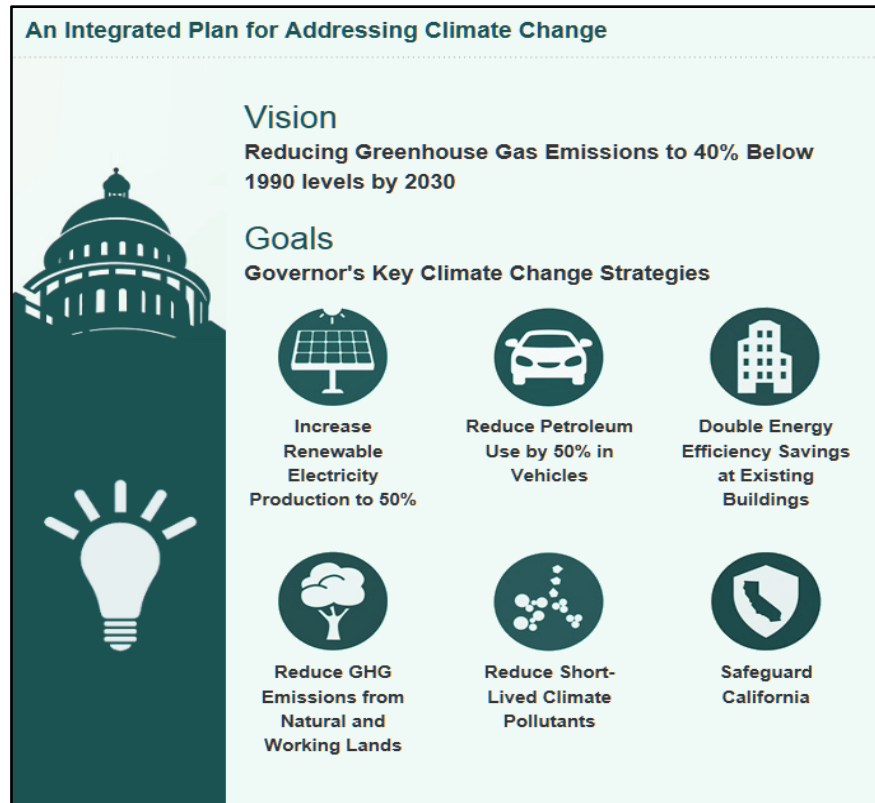 An Integrated Plan for Addressing Climate Change
Vision
Reducing Greenhouse Gas Emissions to 40% Below
1990 levels by 2030
Goals
Governor's Key Climate Change Strategies
Increase
Renewable
Electricity
Production to 50%
Reduce Petroleum
Use by 50% in
Vehicles
Double Energy
Efficiency Savings
at Existing
Buildings
Reduce GHG
Emissions from
Natural and
Working Lands
Reduce Short-
Lived Climate
Pollutants
Safeguard
California